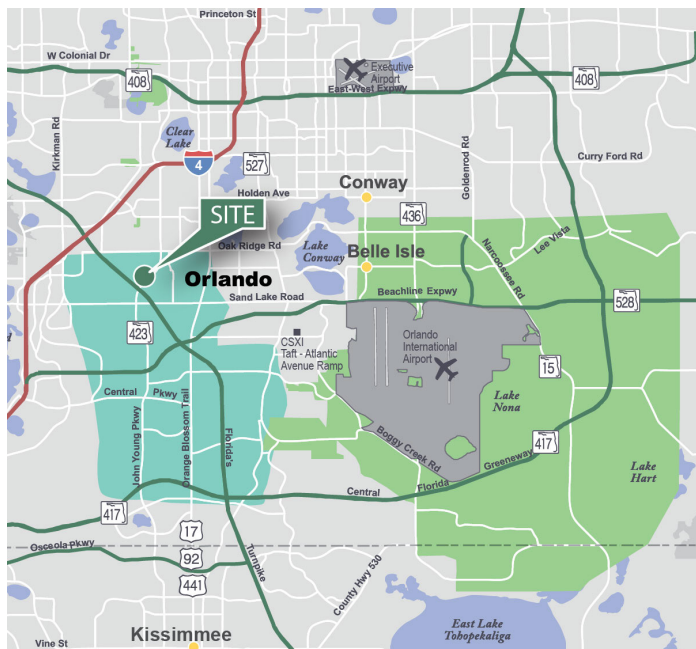 Princeton St
W Colonial Dr
408
Executive
Airport
East-West Expwy
408
Kirkman Rd
Clear
Lake
4
527
Goldenrod Rd
Curry Ford Rd
Holden Ave
Conway
SITE
436
Oak Ridge Rd
Lake
Conway
Belle Isle
Narcoossee Rd
Lee Vista
Orlando
Beachline Expwy
Sand Lake Road
528
423
CSXI
Taft - Atlantic
Avenue Ramp
Orlando
International
Airport
15
Central Pkwy
Lake
Nona
John Young Pkwy
Orange Blossom Trail
Florida's
Boggy Creek Rd
417
Central Florida Greeneway
Lake
Hart
417
17
Osceola Pkwy
92
Turnpike
441
County Hwy 530
East Lake
Tohopekaliga
Kissimmee
Vine St